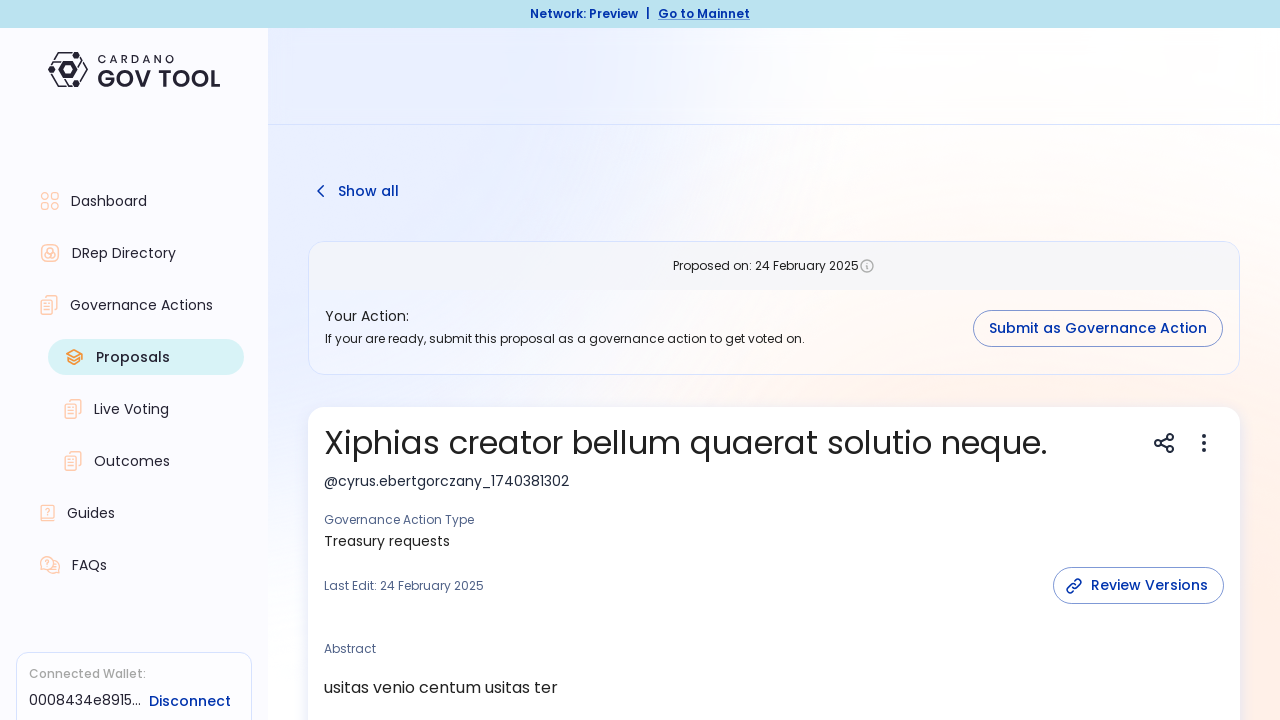 Network: Preview | Go to Mainnet
CARDANO
GOV TOOL
Dashboard
DRep Directory
Governance Actions
Proposals
Live Voting
Outcomes
Guides
FAQs
Connected Wallet:
0008434e8915... Disconnect
Show all
Proposed on: 24 February 2025
Your Action:
If your are ready, submit this proposal as a governance action to get voted on.
Submit as Governance Action
Xiphias creator bellum quaerat solutio neque.
@cyrus.ebertgorczany_1740381302
Governance Action Type
Treasury requests
Last Edit: 24 February 2025
Review Versions
Abstract
usitas venio centum usitas ter